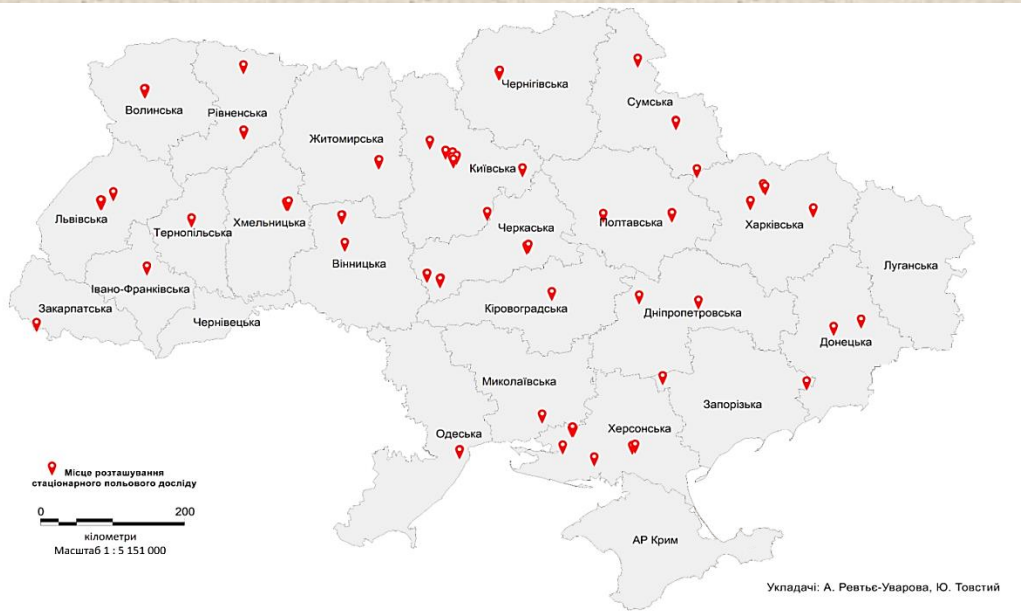 Чернігівська
Сумська
Волинська
Рівненська
Житомирська
Київська
Львівська
Тернопільська
Хмельницька
Вінницька
Черкаська
Полтавська
Харківська
Луганська
Івано-Франківська
Закарпатська
Чернівецька
Кіровоградська
Дніпропетровська
Донецька
Миколаївська
Запорізька
Одеська
Херсонська
АР Крим
Місце розташування
стаціонарного польового досліду
0 200
кілометри
Масштаб 1 : 5 151 000
Укладачі: А. Ревтьє-Уварова, Ю. Товстий